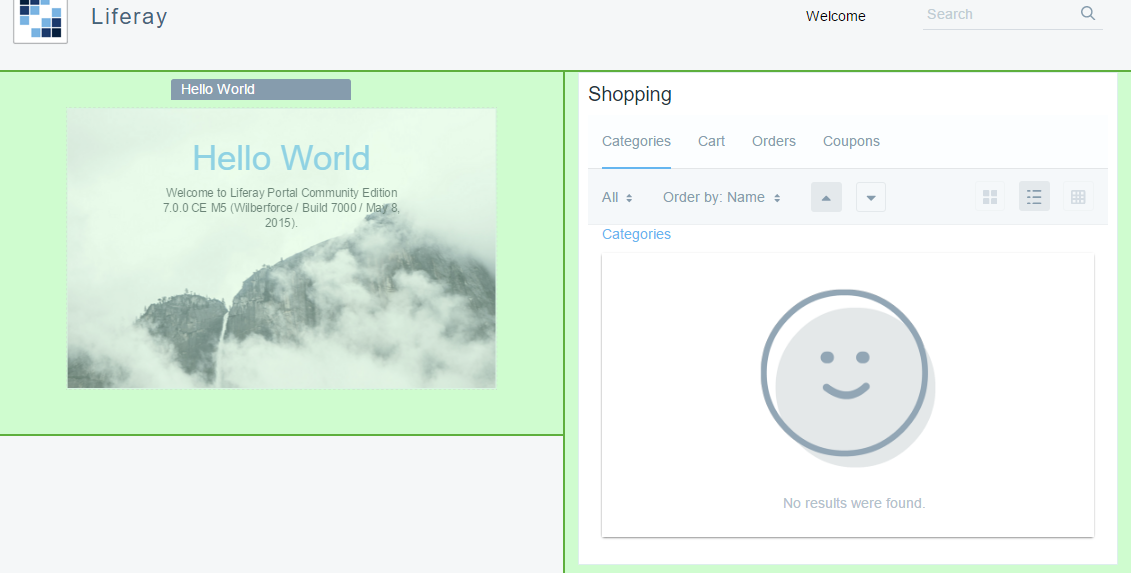 Liferay
Welcome
Search
Hello World
Hello World
Welcome to Liferay Portal Community Edition
7.0.0 CE M5 (Wilberforce / Build 7000 / May 8,
2015).
Shopping
Categories Cart Orders Coupons
All Order by: Name
Categories
No results were found.